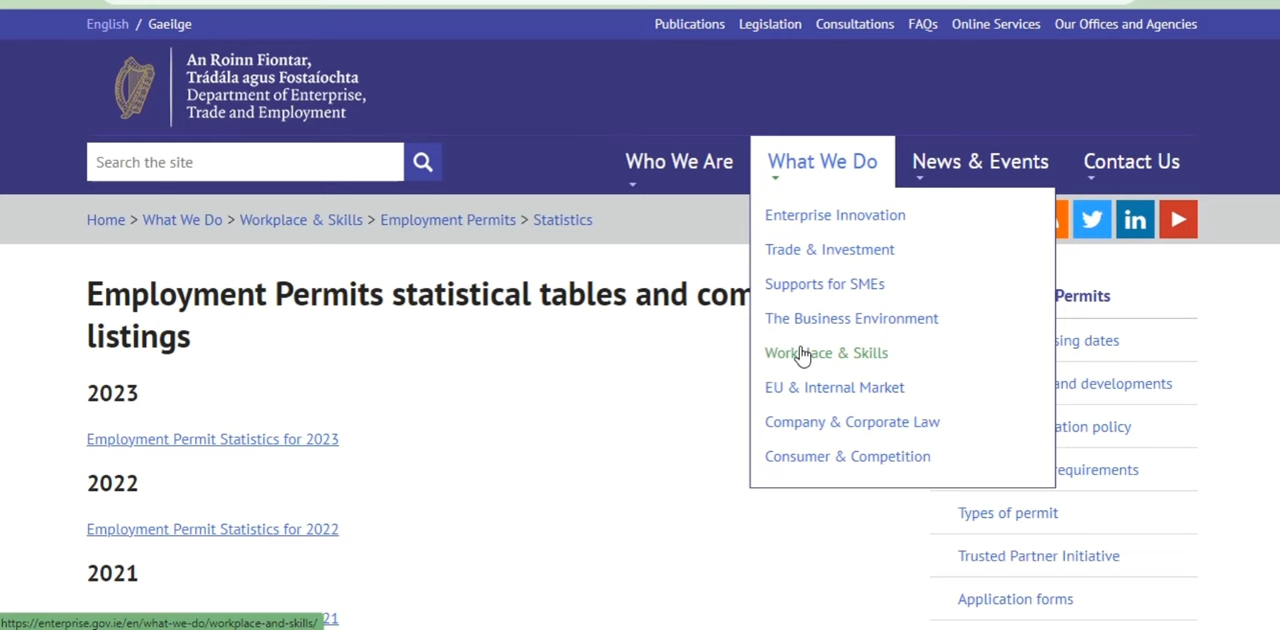 English / Gaeilge
Publications Legislation Consultations FAQs Online Services Our Offices and Agencies
An Roinn Fiontar,
Trádála agus Fostaíochta
Department of Enterprise,
Trade and Employment
Search the site
Who We Are What We Do News & Events Contact Us
Home > What We Do > Workplace & Skills > Employment Permits > Statistics
Enterprise Innovation
Trade & Investment
Supports for SMEs
The Business Environment
Workplace & Skills
EU & Internal Market
Company & Corporate Law
Consumer & Competition
in
Employment Permits statistical tables and com
listings
2023
Employment Permit Statistics for 2023
2022
Employment Permit Statistics for 2022
2021
21
Permits
sing dates
and developments
ation policy
equirements
Types of permit
Trusted Partner Initiative
Application forms
https://enterprise.gov.ie/en/what-we-do/workplace-and-skills/